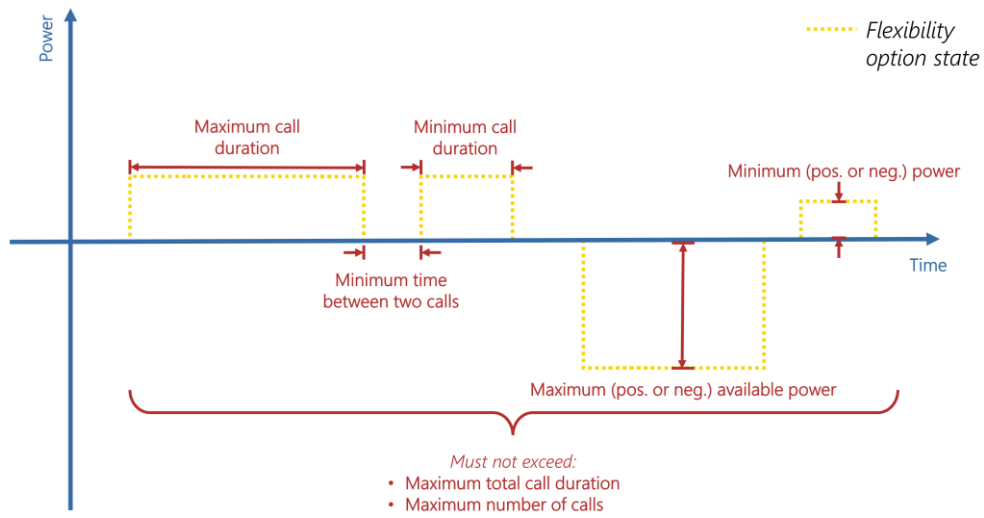 Power
Flexibility
option state
Maximum call
duration
Minimum call
duration
Minimum (pos. or neg.) power
Time
Minimum time
between two calls
Maximum (pos. or neg.) available power
Must not exceed:
• Maximum total call duration
• Maximum number of calls